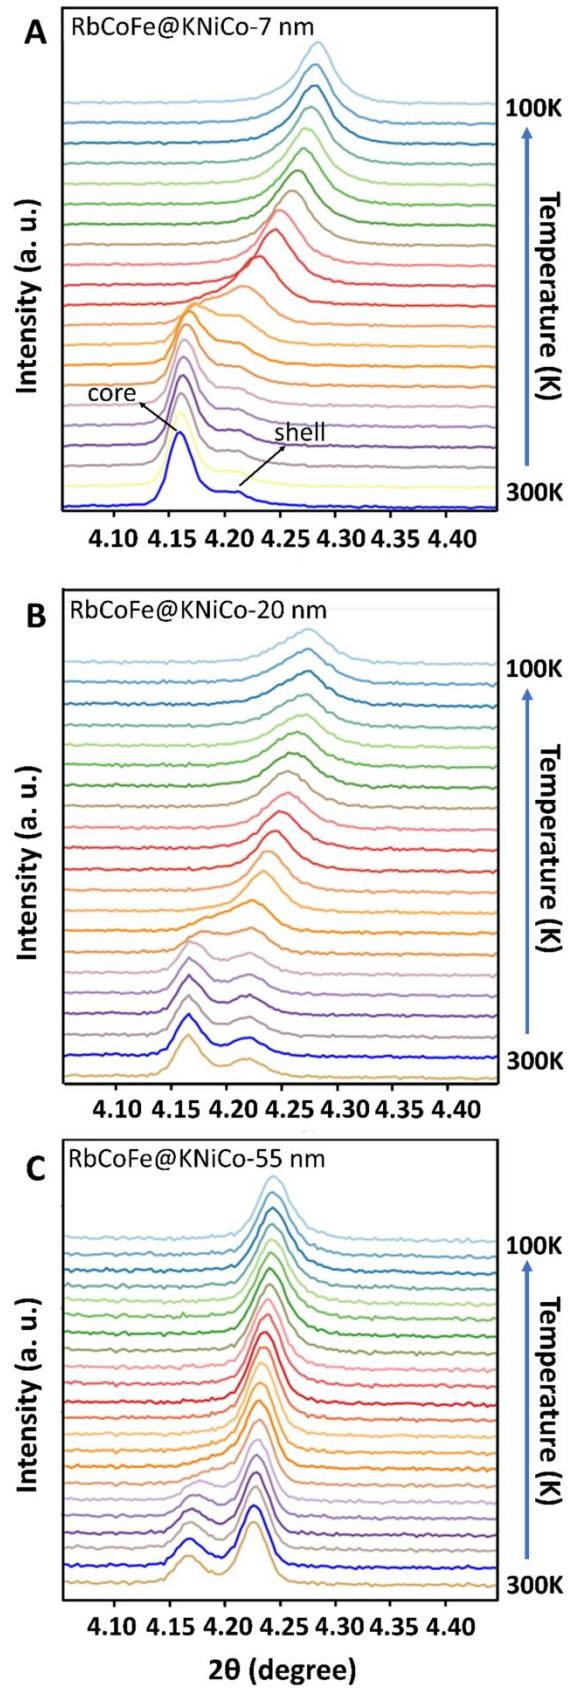 A
RbCoFe@KNiCo-7 nm
100K
Temperature (K)
Intensity (a. u.)
core
shell
300K
4.10 4.15 4.20 4.25 4.30 4.35 4.40
B
RbCoFe@KNiCo-20 nm
100K
Temperature (K)
Intensity (a. u.)
300K
4.10 4.15 4.20 4.25 4.30 4.35 4.40
C
RbCoFe@KNiCo-55 nm
100K
Temperature (K)
Intensity (a. u.)
300K
4.10 4.15 4.20 4.25 4.30 4.35 4.40
2θ (degree)